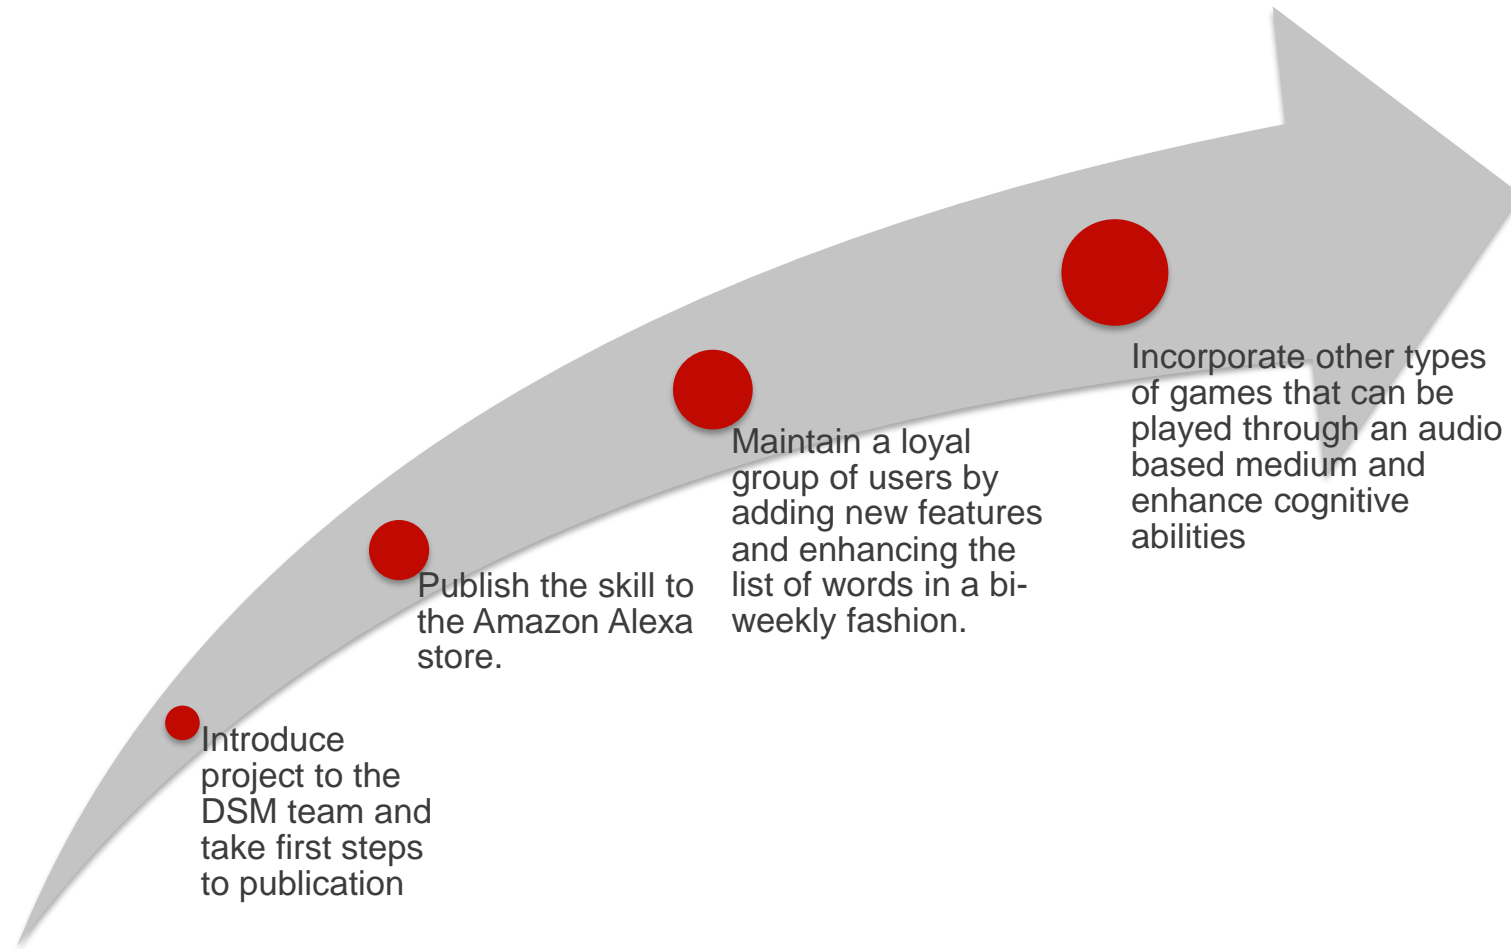 Introduce
project to the
DSM team and
take first steps
to publication
Publish the skill to
the Amazon Alexa
store.
Maintain a loyal
group of users by
adding new features
and enhancing the
list of words in a bi-
weekly fashion.
Incorporate other types
of games that can be
played through an audio
based medium and
enhance cognitive
abilities